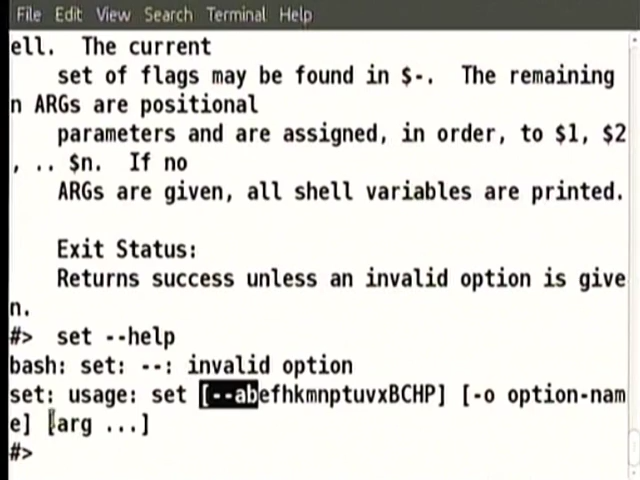 File Edit View Search Terminal Help
ell.  The current
set of flags may be found in $-.  The remaining
n ARGs are positional
parameters and are assigned, in order, to $1, $2
, .. $n.  If no
ARGs are given, all shell variables are printed.
Exit Status:
Returns success unless an invalid option is give
n.
#>  set --help
bash: set: --: invalid option
set: usage: set [--abefhkmnptuvxBCHP] [-o option-nam
e] [arg ...]
#>